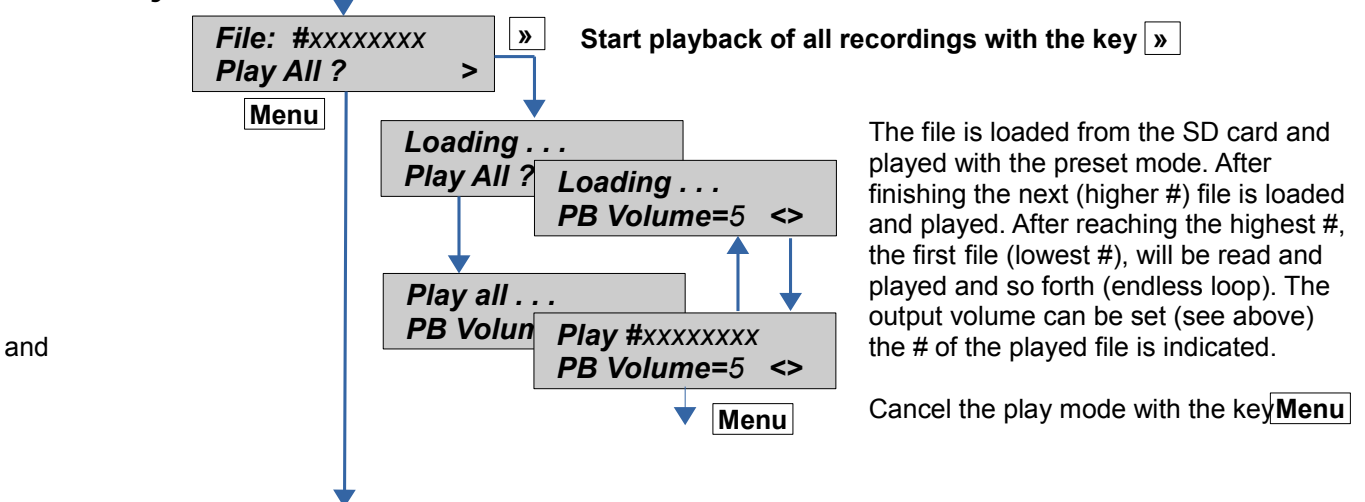 File: #xxxxxxxx
Play All ? >
»
Start playback of all recordings with the key »
Menu
Loading . . .
Play All ?
Loading . . .
PB Volume=5 <>
Play all . . .
PB Volum
Play #xxxxxxxx
PB Volume=5 <>
Menu
The file is loaded from the SD card and
played with the preset mode. After
finishing the next (higher #) file is loaded
and played. After reaching the highest #,
the first file (lowest #), will be read and
played and so forth (endless loop). The
output volume can be set (see above)
and
the # of the played file is indicated.
Cancel the play mode with the key Menu